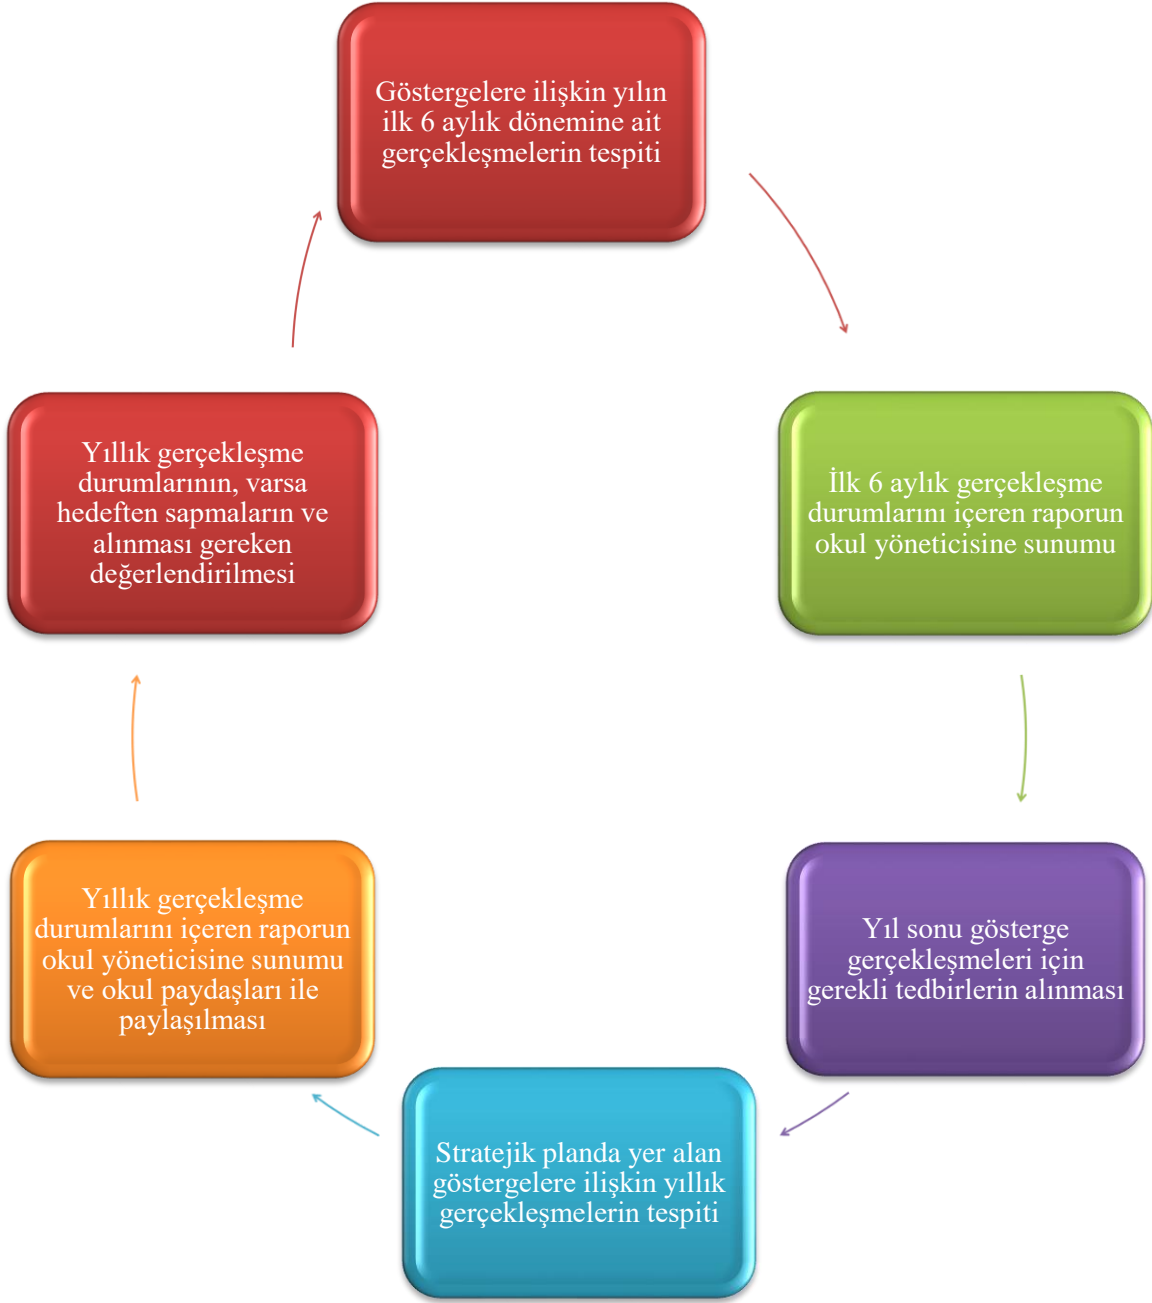 Göstergelere ilişkin yılın
ilk 6 aylık dönemine ait
gerçekleşmelerin tespiti
İlk 6 aylık gerçekleşme
durumlarını içeren raporun
okul yöneticisine sunumu
Yıl sonu gösterge
gerçekleşmeleri için
gerekli tedbirlerin alınması
Stratejik planda yer alan
göstergelere ilişkin yıllık
gerçekleşmelerin tespiti
Yıllık gerçekleşme
durumlarını içeren raporun
okul yöneticisine sunumu
ve okul paydaşları ile
paylaşılması
Yıllık gerçekleşme
durumlarının, varsa
hedeften sapmaların ve
alınması gereken
değerlendirilmesi